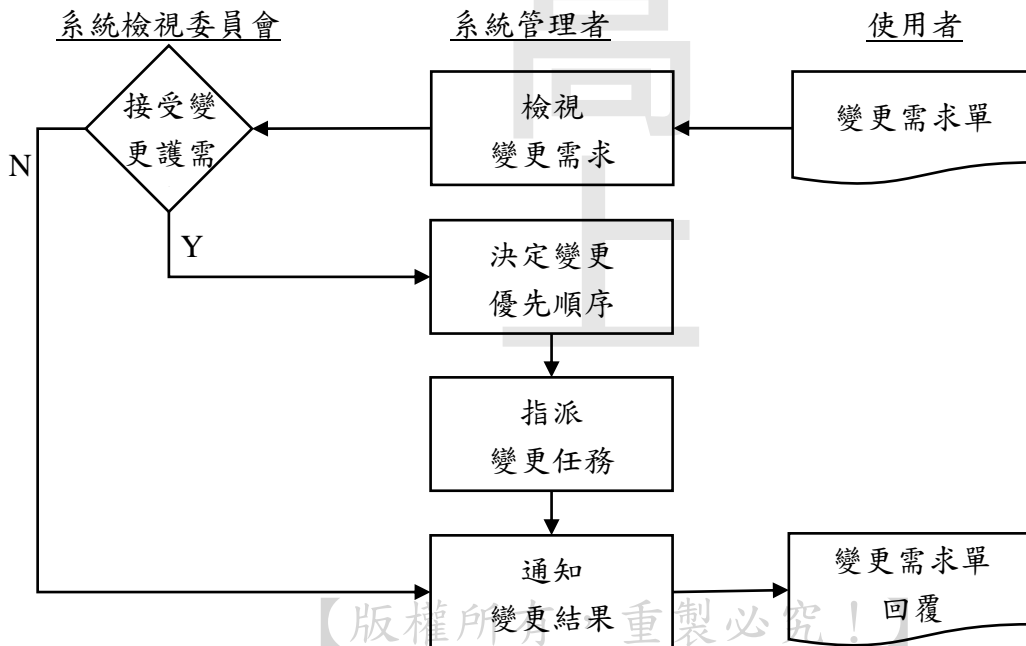 系統檢視委員會
系統管理者
使用者
接受變
更護需
檢視
變更需求
變更需求單
N
Y
決定變更
優先順序
指派
變更任務
通知
變更結果
變更需求單
回覆
高
上
【版權所有,重製必究！】